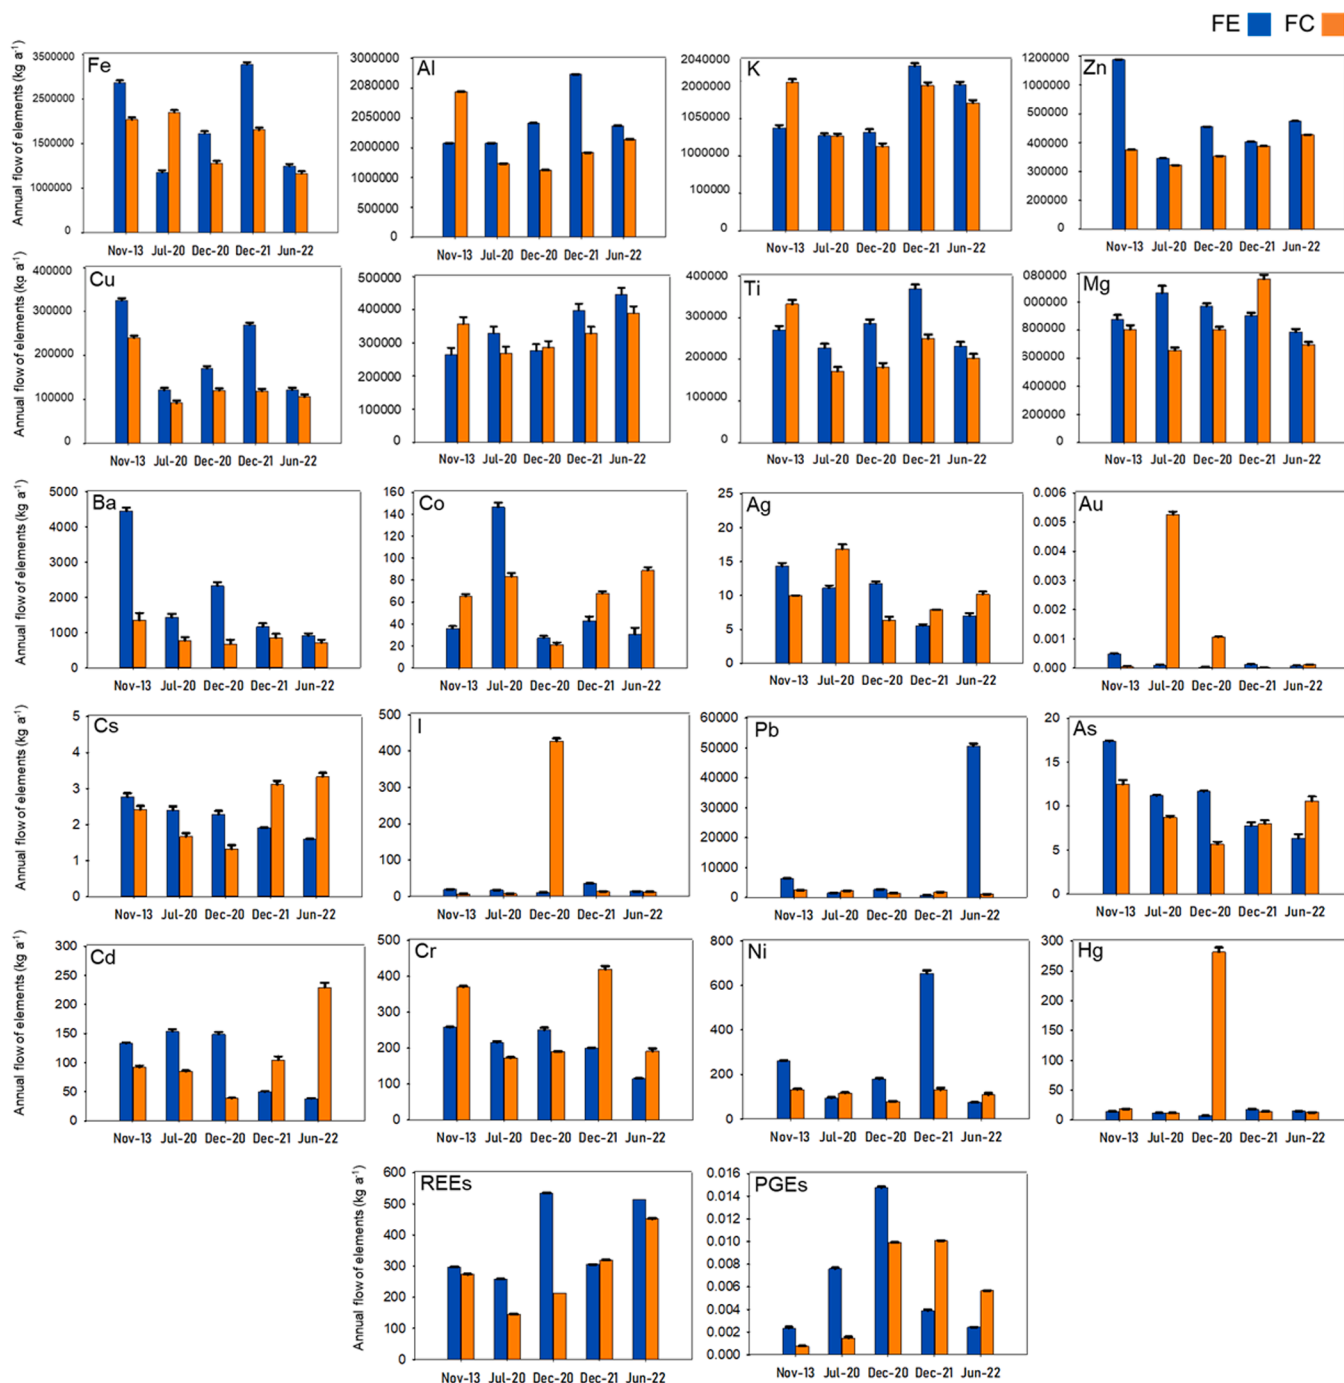 FE FC
Annual flow of elements (kg a⁻¹)
Fe
3500000
2500000
1500000
1000000
0
Nov-13 Jul-20 Dec-20 Dec-21 Jun-22
Al
3000000
2080000
2050000
2000000
1000000
500000
0
Nov-13 Jul-20 Dec-20 Dec-21 Jun-22
K
2040000
2000000
1050000
1000000
100000
0
Nov-13 Jul-20 Dec-20 Dec-21 Jun-22
Zn
1200000
500000
400000
300000
200000
0
Nov-13 Jul-20 Dec-20 Dec-21 Jun-22
Annual flow of elements (kg a⁻¹)
Cu
400000
300000
200000
100000
0
Nov-13 Jul-20 Dec-20 Dec-21 Jun-22
500000
400000
300000
200000
100000
0
Nov-13 Jul-20 Dec-20 Dec-21 Jun-22
Ti
400000
300000
200000
100000
0
Nov-13 Jul-20 Dec-20 Dec-21 Jun-22
Mg
080000
000000
800000
600000
400000
200000
0
Nov-13 Jul-20 Dec-20 Dec-21 Jun-22
Annual flow of elements (kg a⁻¹)
Ba
5000
4000
3000
2000
1000
0
Nov-13 Jul-20 Dec-20 Dec-21 Jun-22
Co
160
140
120
100
80
60
40
20
0
Nov-13 Jul-20 Dec-20 Dec-21 Jun-22
Ag
25
20
15
10
5
0
Nov-13 Jul-20 Dec-20 Dec-21 Jun-22
Au
0.006
0.005
0.004
0.003
0.002
0.001
0.000
Nov-13 Jul-20 Dec-20 Dec-21 Jun-22
Annual flow of elements (kg a⁻¹)
Cs
5
4
3
2
1
0
Nov-13 Jul-20 Dec-20 Dec-21 Jun-22
I
500
400
300
200
100
0
Nov-13 Jul-20 Dec-20 Dec-21 Jun-22
Pb
60000
50000
40000
30000
20000
10000
0
Nov-13 Jul-20 Dec-20 Dec-21 Jun-22
As
20
15
10
5
0
Nov-13 Jul-20 Dec-20 Dec-21 Jun-22
Annual flow of elements (kg a⁻¹)
Cd
300
250
200
150
100
50
0
Nov-13 Jul-20 Dec-20 Dec-21 Jun-22
Cr
500
400
300
200
100
0
Nov-13 Jul-20 Dec-20 Dec-21 Jun-22
Ni
800
600
400
200
0
Nov-13 Jul-20 Dec-20 Dec-21 Jun-22
Hg
300
250
200
150
100
50
0
Nov-13 Jul-20 Dec-20 Dec-21 Jun-22
Annual flow of elements (kg a⁻¹)
REEs
600
500
400
300
200
100
0
Nov-13 Jul-20 Dec-20 Dec-21 Jun-22
PGEs
0.016
0.014
0.012
0.010
0.008
0.006
0.004
0.002
0.000
Nov-13 Jul-20 Dec-20 Dec-21 Jun-22